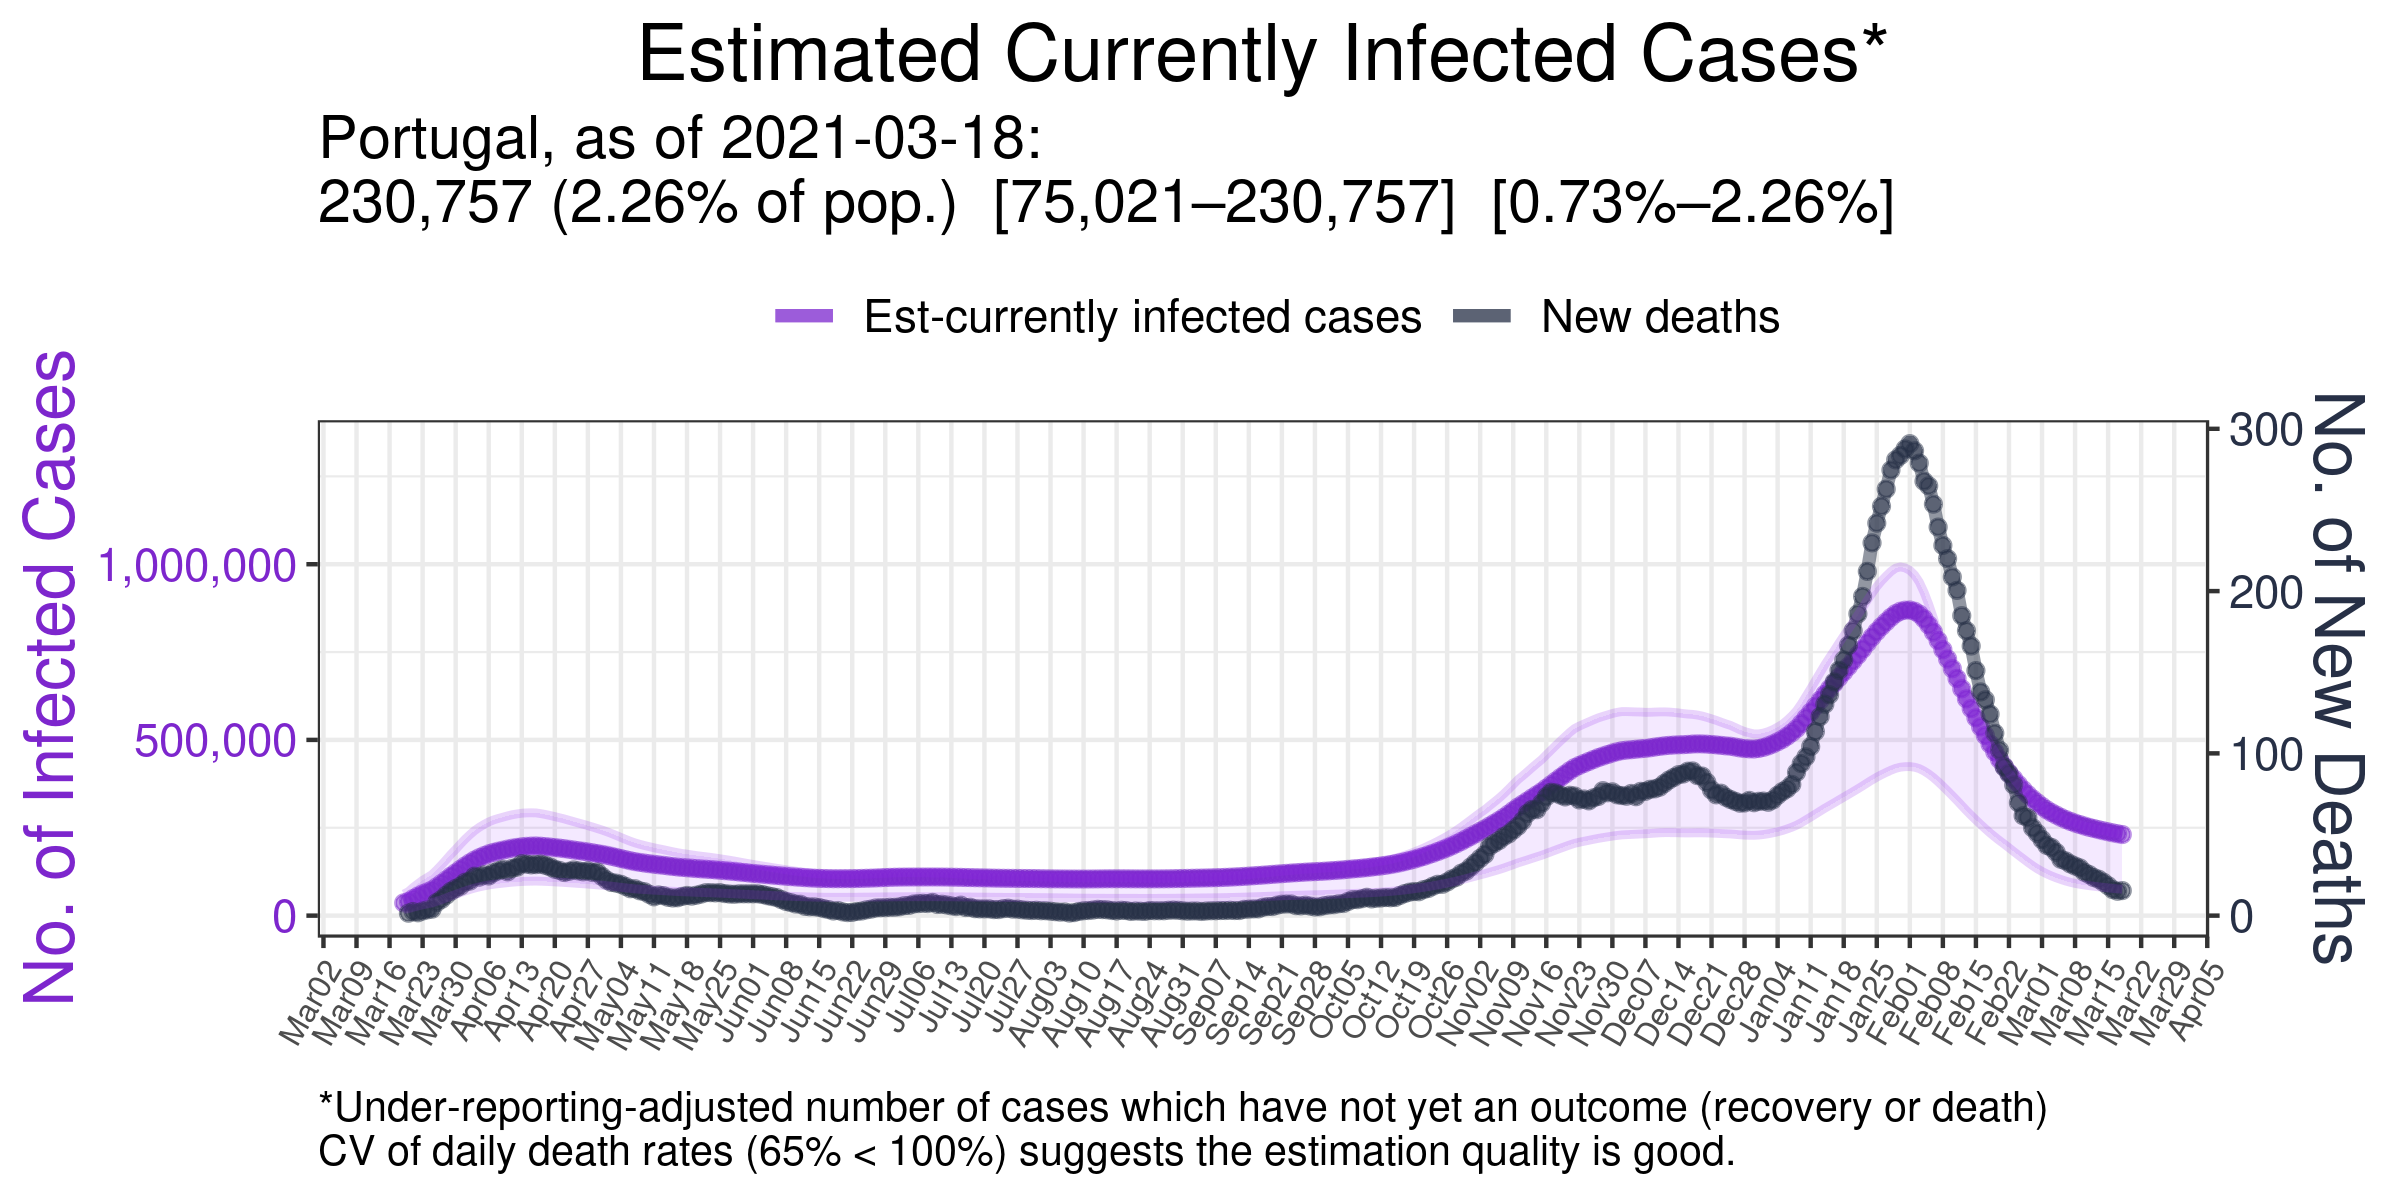 Estimated Currently Infected Cases*
Portugal, as of 2021-03-18:
230,757 (2.26% of pop.) [75,021–230,757] [0.73%–2.26%]
Est-currently infected cases
New deaths
No. of Infected Cases
1,000,000
500,000
0
No. of New Deaths
300
200
100
0
Mar02
Mar09
Mar16
Mar23
Mar30
Apr06
Apr13
Apr20
Apr27
May04
May11
May18
May25
Jun01
Jun08
Jun15
Jun22
Jun29
Jul06
Jul13
Jul20
Jul27
Aug03
Aug10
Aug17
Aug24
Aug31
Sep07
Sep14
Sep21
Sep28
Oct05
Oct12
Oct19
Oct26
Nov02
Nov09
Nov16
Nov23
Nov30
Dec07
Dec14
Dec21
Dec28
Jan04
Jan11
Jan18
Jan25
Feb01
Feb08
Feb15
Feb22
Mar01
Mar08
Mar15
Mar22
Mar29
Apr05
*Under-reporting-adjusted number of cases which have not yet an outcome (recovery or death)
CV of daily death rates (65% < 100%) suggests the estimation quality is good.